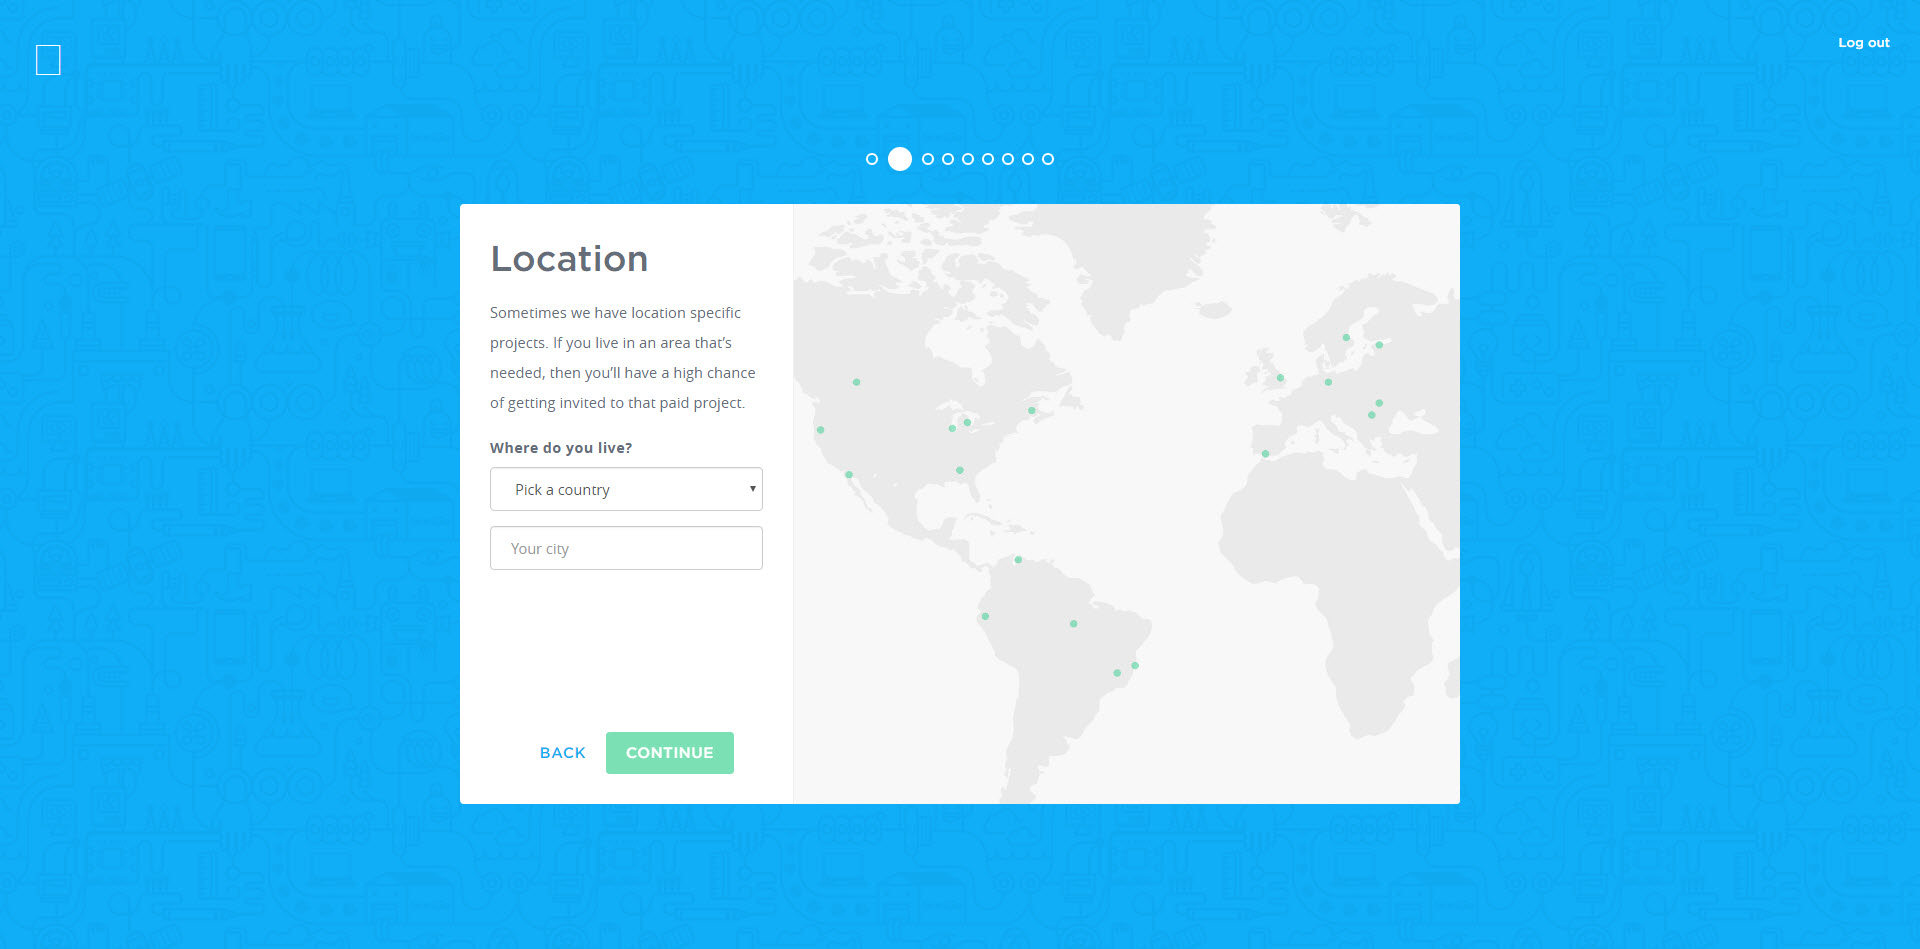 Log out
Location
Sometimes we have location specific
projects. If you live in an area that’s
needed, then you’ll have a high chance
of getting invited to that paid project.
Where do you live?
Pick a country
Your city
BACK
CONTINUE